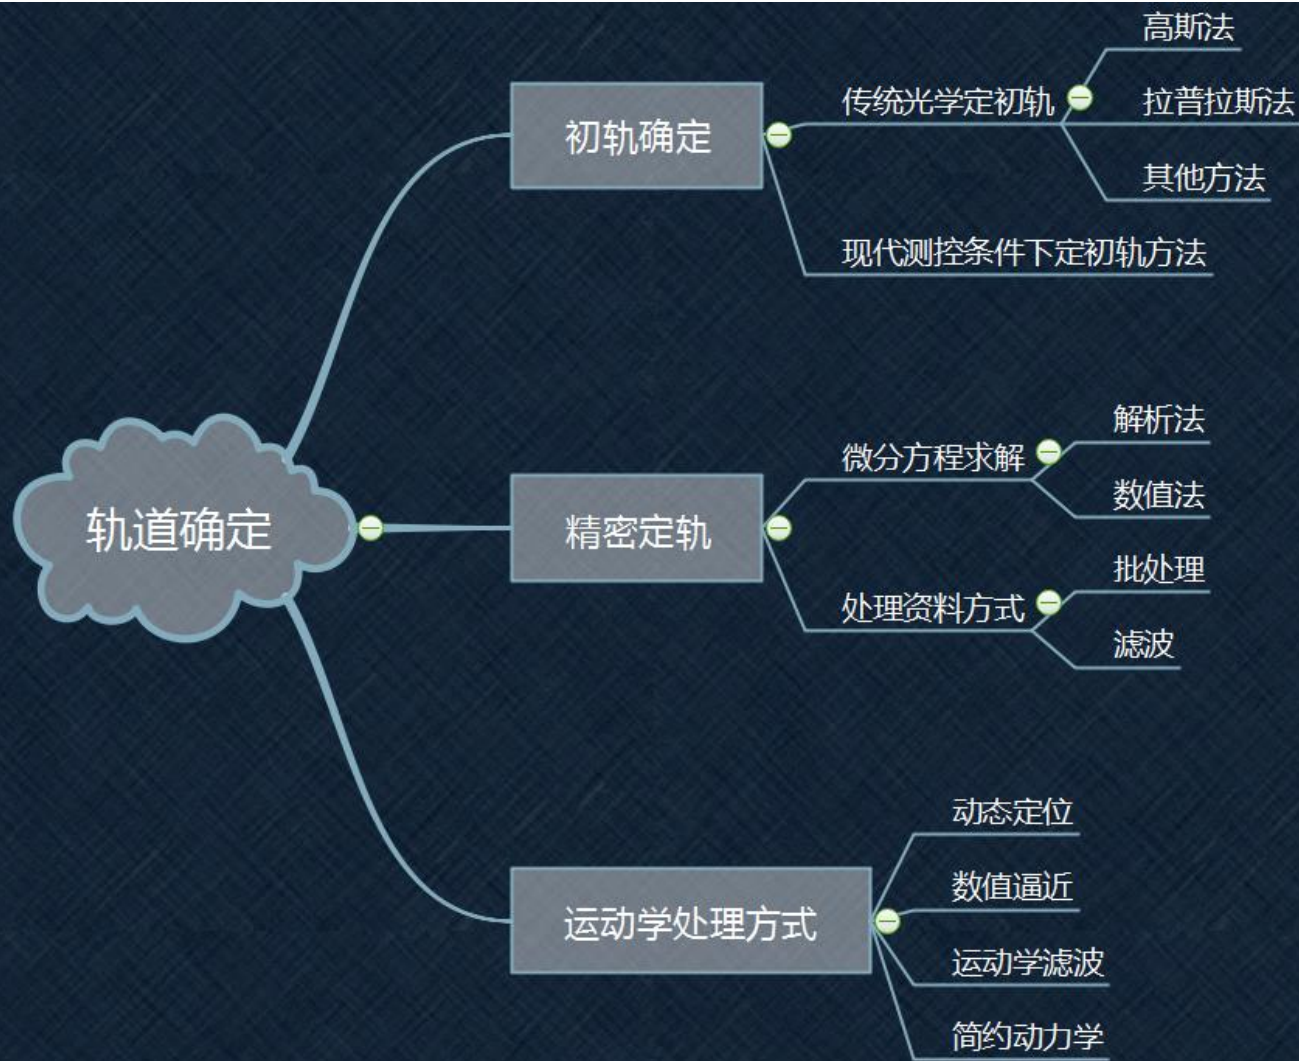 轨道确定
初轨确定
传统光学定初轨
高斯法
拉普拉斯法
其他方法
现代测控条件下定初轨方法
精密定轨
微分方程求解
解析法
数值法
处理资料方式
批处理
滤波
运动学处理方式
动态定位
数值逼近
运动学滤波
简约动力学